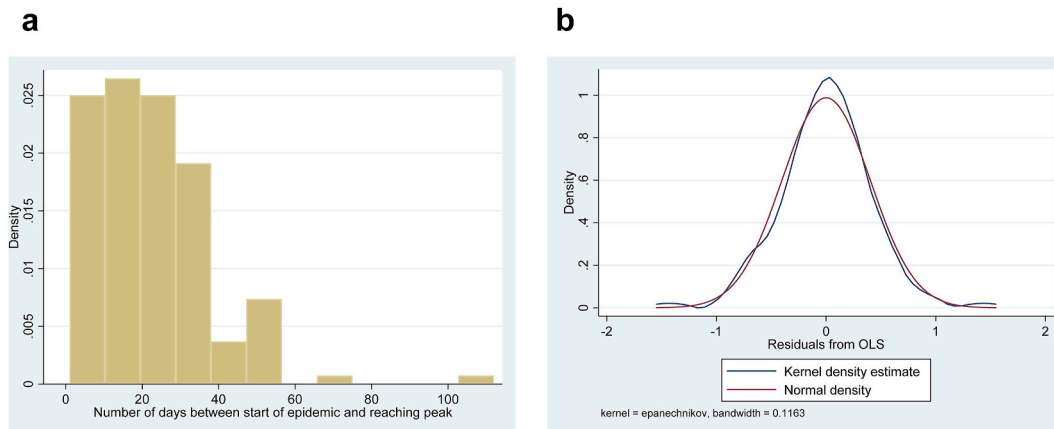 a
b
Density
.025
.02
.015
.01
.005
0
0 20 40 60 80 100
Number of days between start of epidemic and reaching peak
Density
1
.8
.6
.4
.2
0
-2 -1 0 1 2
Residuals from OLS
Kernel density estimate
Normal density
kernel = epanechnikov, bandwidth = 0.1163